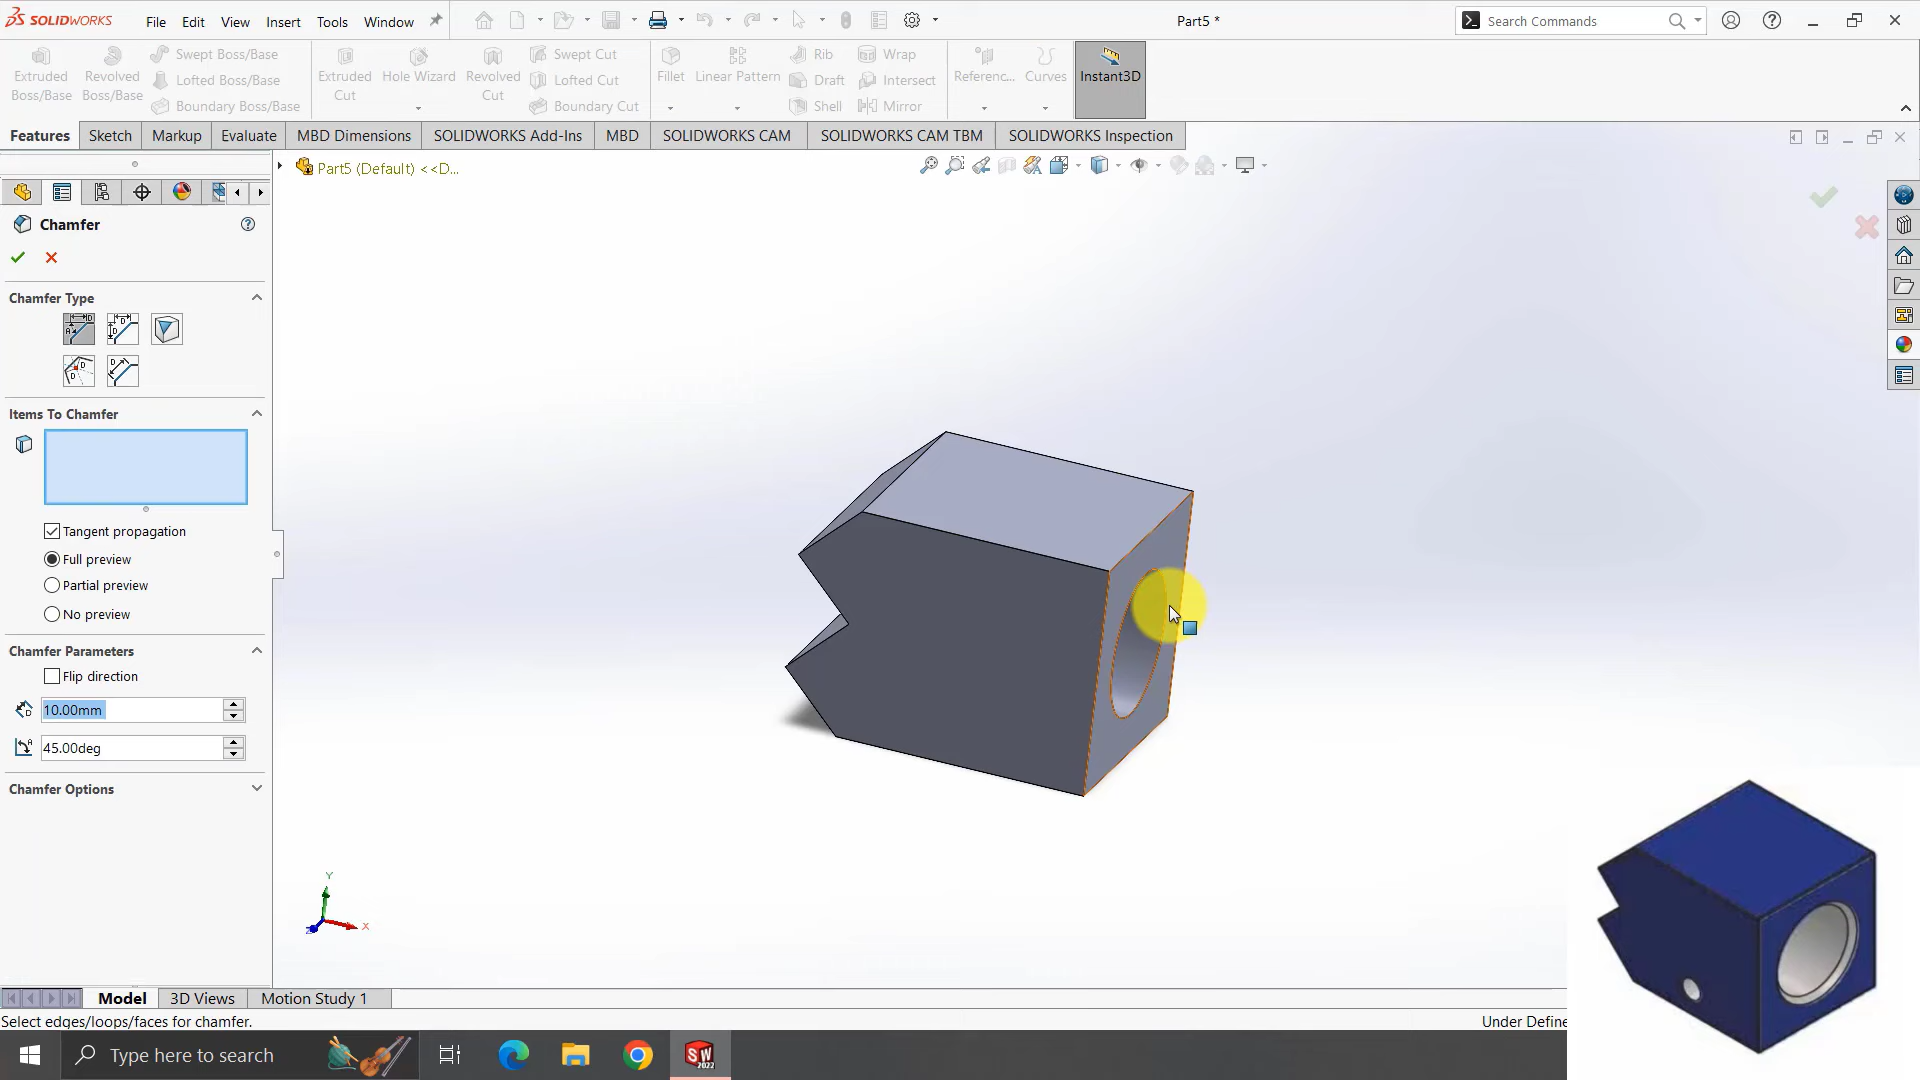 SOLIDWORKS File Edit View Insert Tools Window Part5 * Search Commands
Extruded Boss/Base
Revolved Boss/Base
Swept Boss/Base
Lofted Boss/Base
Boundary Boss/Base
Extruded Cut
Hole Wizard
Revolved Cut
Swept Cut
Lofted Cut
Boundary Cut
Fillet
Linear Pattern
Rib
Draft
Shell
Wrap
Intersect
Mirror
Referenc...
Curves
Instant3D
Features Sketch Markup Evaluate MBD Dimensions SOLIDWORKS Add-Ins MBD SOLIDWORKS CAM SOLIDWORKS CAM TBM SOLIDWORKS Inspection
Part5 (Default) <<D...
Chamfer
Chamfer Type
Items To Chamfer
Tangent propagation
Full preview
Partial preview
No preview
Chamfer Parameters
Flip direction
10.00mm
45.00deg
Chamfer Options
Y
X
Z
Model 3D Views Motion Study 1
Select edges/loops/faces for chamfer. Under Define
Type here to search
SW
2022